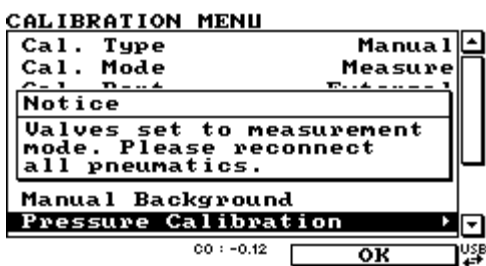 CALIBRATION MENU
Cal. Type Manual
Cal. Mode Measure
Notice
Valves set to measurement
mode. Please reconnect
all pneumatics.
Manual Background
Pressure Calibration
CO : -0.12 OK USB